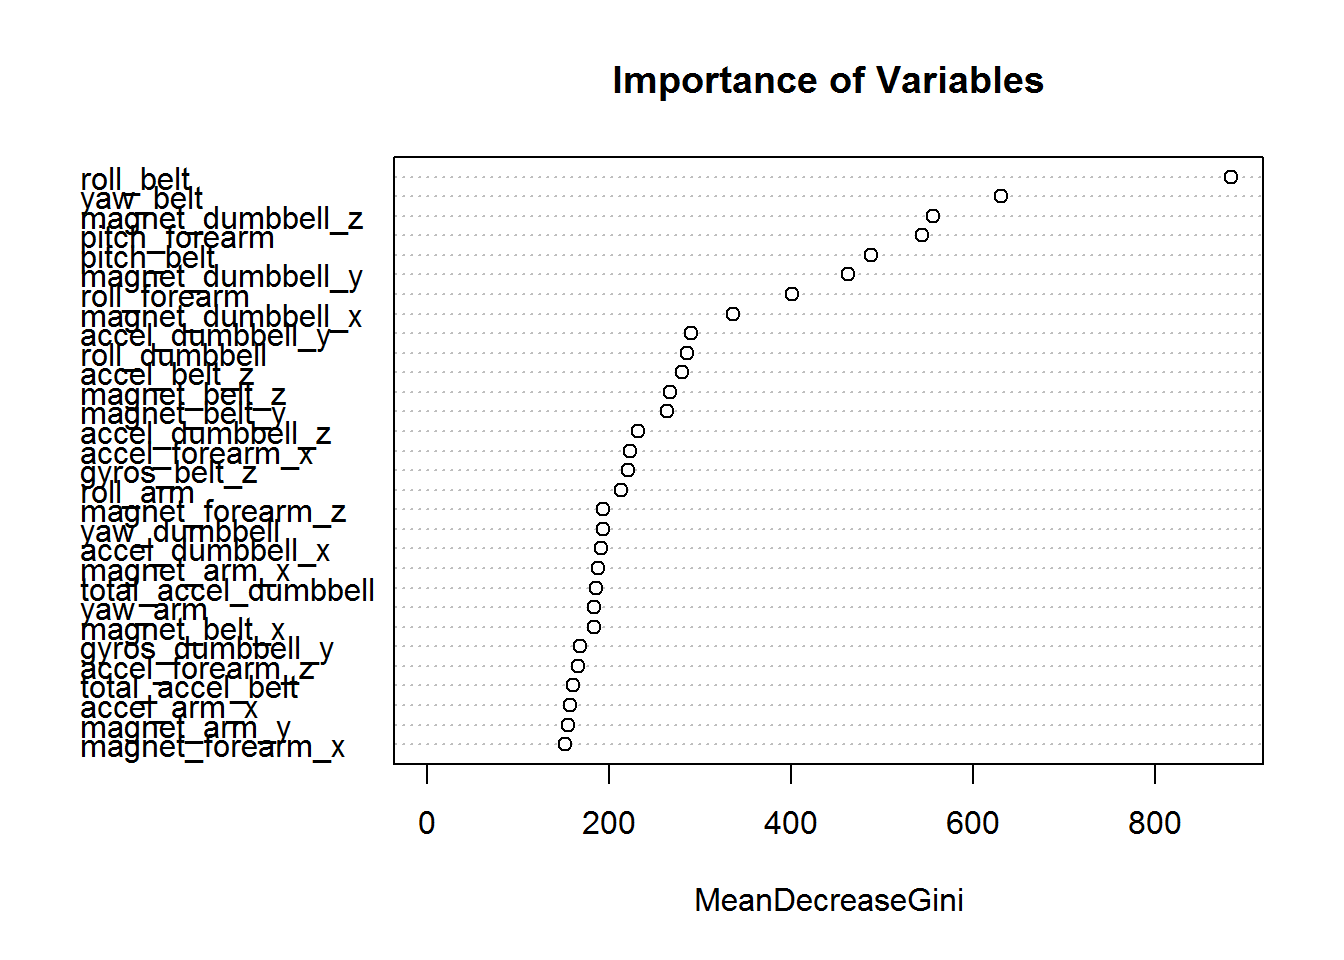 Importance of Variables
roll_belt
yaw_belt
magnet_dumbbell_z
pitch_forearm
pitch_belt
magnet_dumbbell_y
roll_forearm
magnet_dumbbell_x
accel_dumbbell_y
roll_dumbbell
accel_belt_z
magnet_belt_z
magnet_belt_y
accel_dumbbell_z
accel_forearm_x
gyros_belt_z
roll_arm
magnet_forearm_z
yaw_dumbbell
accel_dumbbell_x
magnet_arm_x
total_accel_dumbbell
yaw_arm
magnet_belt_x
gyros_dumbbell_y
accel_forearm_z
total_accel_belt
accel_arm_x
magnet_arm_y
magnet_forearm_x
0 200 400 600 800
MeanDecreaseGini